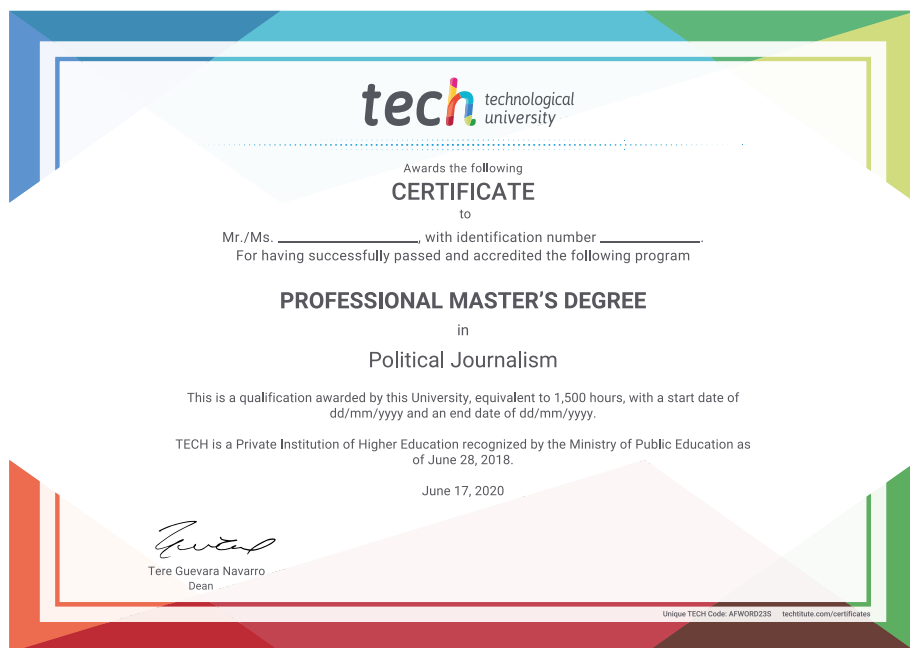 tech technological
university
Awards the following
CERTIFICATE
to
Mr./Ms. ____________________, with identification number ______________.
For having successfully passed and accredited the following program
PROFESSIONAL MASTER'S DEGREE
in
Political Journalism
This is a qualification awarded by this University, equivalent to 1,500 hours, with a start date of
dd/mm/yyyy and an end date of dd/mm/yyyy.
TECH is a Private Institution of Higher Education recognized by the Ministry of Public Education as
of June 28, 2018.
June 17, 2020
Tere Guevara Navarro
Dean
Unique TECH Code: AFWORD23S techtitute.com/certificates